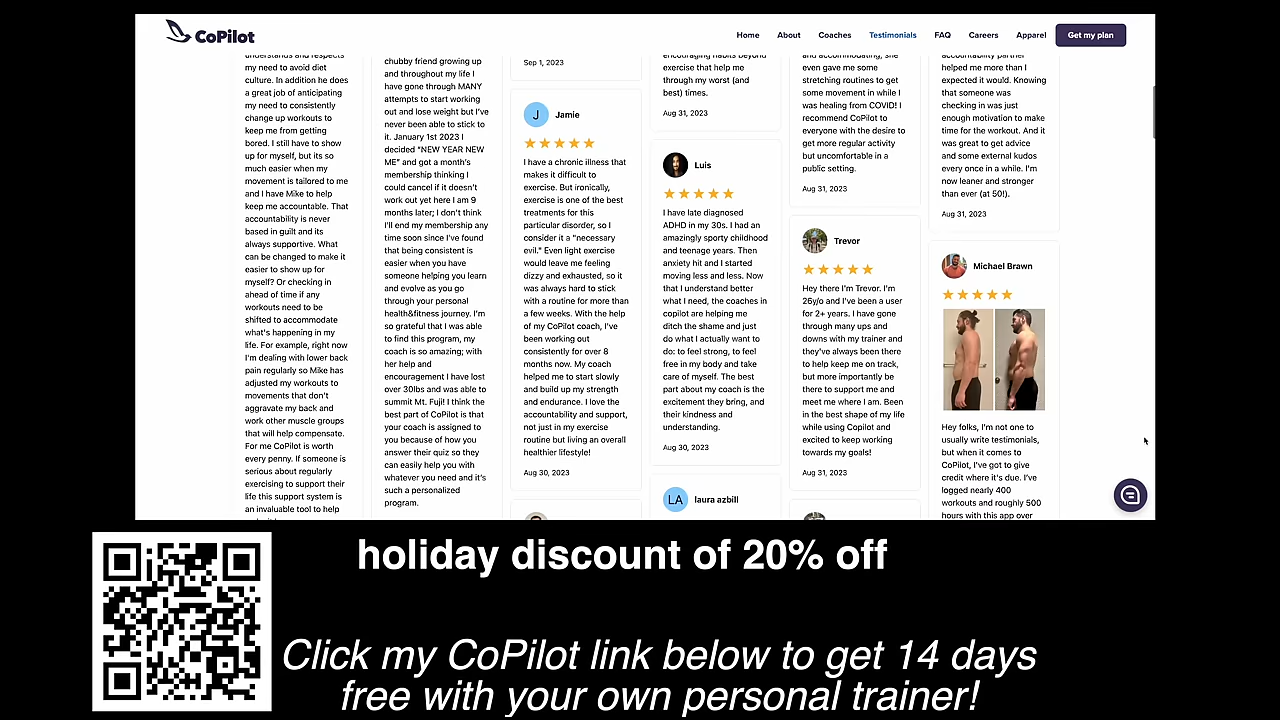 CoPilot
Home
About
Coaches
Testimonials
FAQ
Careers
Apparel
Get my plan
understands and respects
my need to avoid diet
culture. In addition he does
a great job of anticipating
my need to consistently
change up workouts to
keep me from getting
bored. I still have to show
up for myself, but its so
much easier when my
movement is tailored to me
and I have Mike to help
keep me accountable. That
accountability is never
based in guilt and its
always supportive. What
can be changed to make it
easier to show up for
myself? Or checking in
ahead of time if any
workouts need to be
shifted to accommodate
what's happening in my
life. For example, right now
I'm dealing with lower back
pain regularly so Mike has
adjusted my workouts to
movements that don't
aggravate my back and
work other muscle groups
that will help compensate.
For me CoPilot is worth
every penny. If someone is
serious about regularly
exercising to support their
life this support system is
an invaluable tool to help
chubby friend growing up
and throughout my life I
have gone through MANY
attempts to start working
out and lose weight but I've
never been able to stick to
it. January 1st 2023 I
decided "NEW YEAR NEW
ME" and got a month's
membership thinking I
could cancel if it doesn't
work out yet here I am 9
months later; I don't think
I'll end my membership any
time soon since I've found
that being consistent is
easier when you have
someone helping you learn
and evolve as you go
through your personal
health&fitness journey. I'm
so grateful that I was able
to find this program, my
coach is so amazing; with
her help and
encouragement I have lost
over 30lbs and was able to
summit Mt. Fuji! I think the
best part of CoPilot is that
your coach is assigned to
you because of how you
answer their quiz so they
can easily help you with
whatever you need and it's
such a personalized
program.
Sep 1, 2023
J
Jamie
I have a chronic illness that
makes it difficult to
exercise. But ironically,
exercise is one of the best
treatments for this
particular disorder, so I
consider it a "necessary
evil." Even light exercise
would leave me feeling
dizzy and exhausted, so it
was always hard to stick
with a routine for more than
a few weeks. With the help
of my CoPilot coach, I've
been working out
consistently for over 8
months now. My coach
helped me to start slowly
and build up my strength
and endurance. I love the
accountability and support,
not just in my exercise
routine but living an overall
healthier lifestyle!
Aug 30, 2023
encouraging habits beyond
exercise that help me
through my worst (and
best) times.
Aug 31, 2023
Luis
I have late diagnosed
ADHD in my 30s. I had an
amazingly sporty childhood
and teenage years. Then
anxiety hit and I started
moving less and less. Now
that I understand better
what I need, the coaches in
copilot are helping me
ditch the shame and just
do what I actually want to
do: to feel strong, to feel
free in my body and take
care of myself. The best
part about my coach is the
excitement they bring, and
their kindness and
understanding.
Aug 30, 2023
LA
laura azbill
and accommodating, she
even gave me some
stretching routines to get
some movement in while I
was healing from COVID! I
recommend CoPilot to
everyone with the desire to
get more regular activity
but uncomfortable in a
public setting.
Aug 31, 2023
Trevor
Hey there I'm Trevor. I'm
26y/o and I've been a user
for 2+ years. I have gone
through many ups and
downs with my trainer and
they've always been there
to help keep me on track,
but more importantly be
there to support me and
meet me where I am. Been
in the best shape of my life
while using Copilot and
excited to keep working
towards my goals!
Aug 31, 2023
accountability partner
helped me more than I
expected it would. Knowing
that someone was
checking in was just
enough motivation to make
time for the workout. And it
was great to get advice
and some external kudos
every once in a while. I'm
now leaner and stronger
than ever (at 50!).
Aug 31, 2023
Michael Brawn
Hey folks, I'm not one to
usually write testimonials,
but when it comes to
CoPilot, I've got to give
credit where it's due. I've
logged nearly 400
workouts and roughly 500
hours with this app over
holiday discount of 20% off
Click my CoPilot link below to get 14 days
free with your own personal trainer!